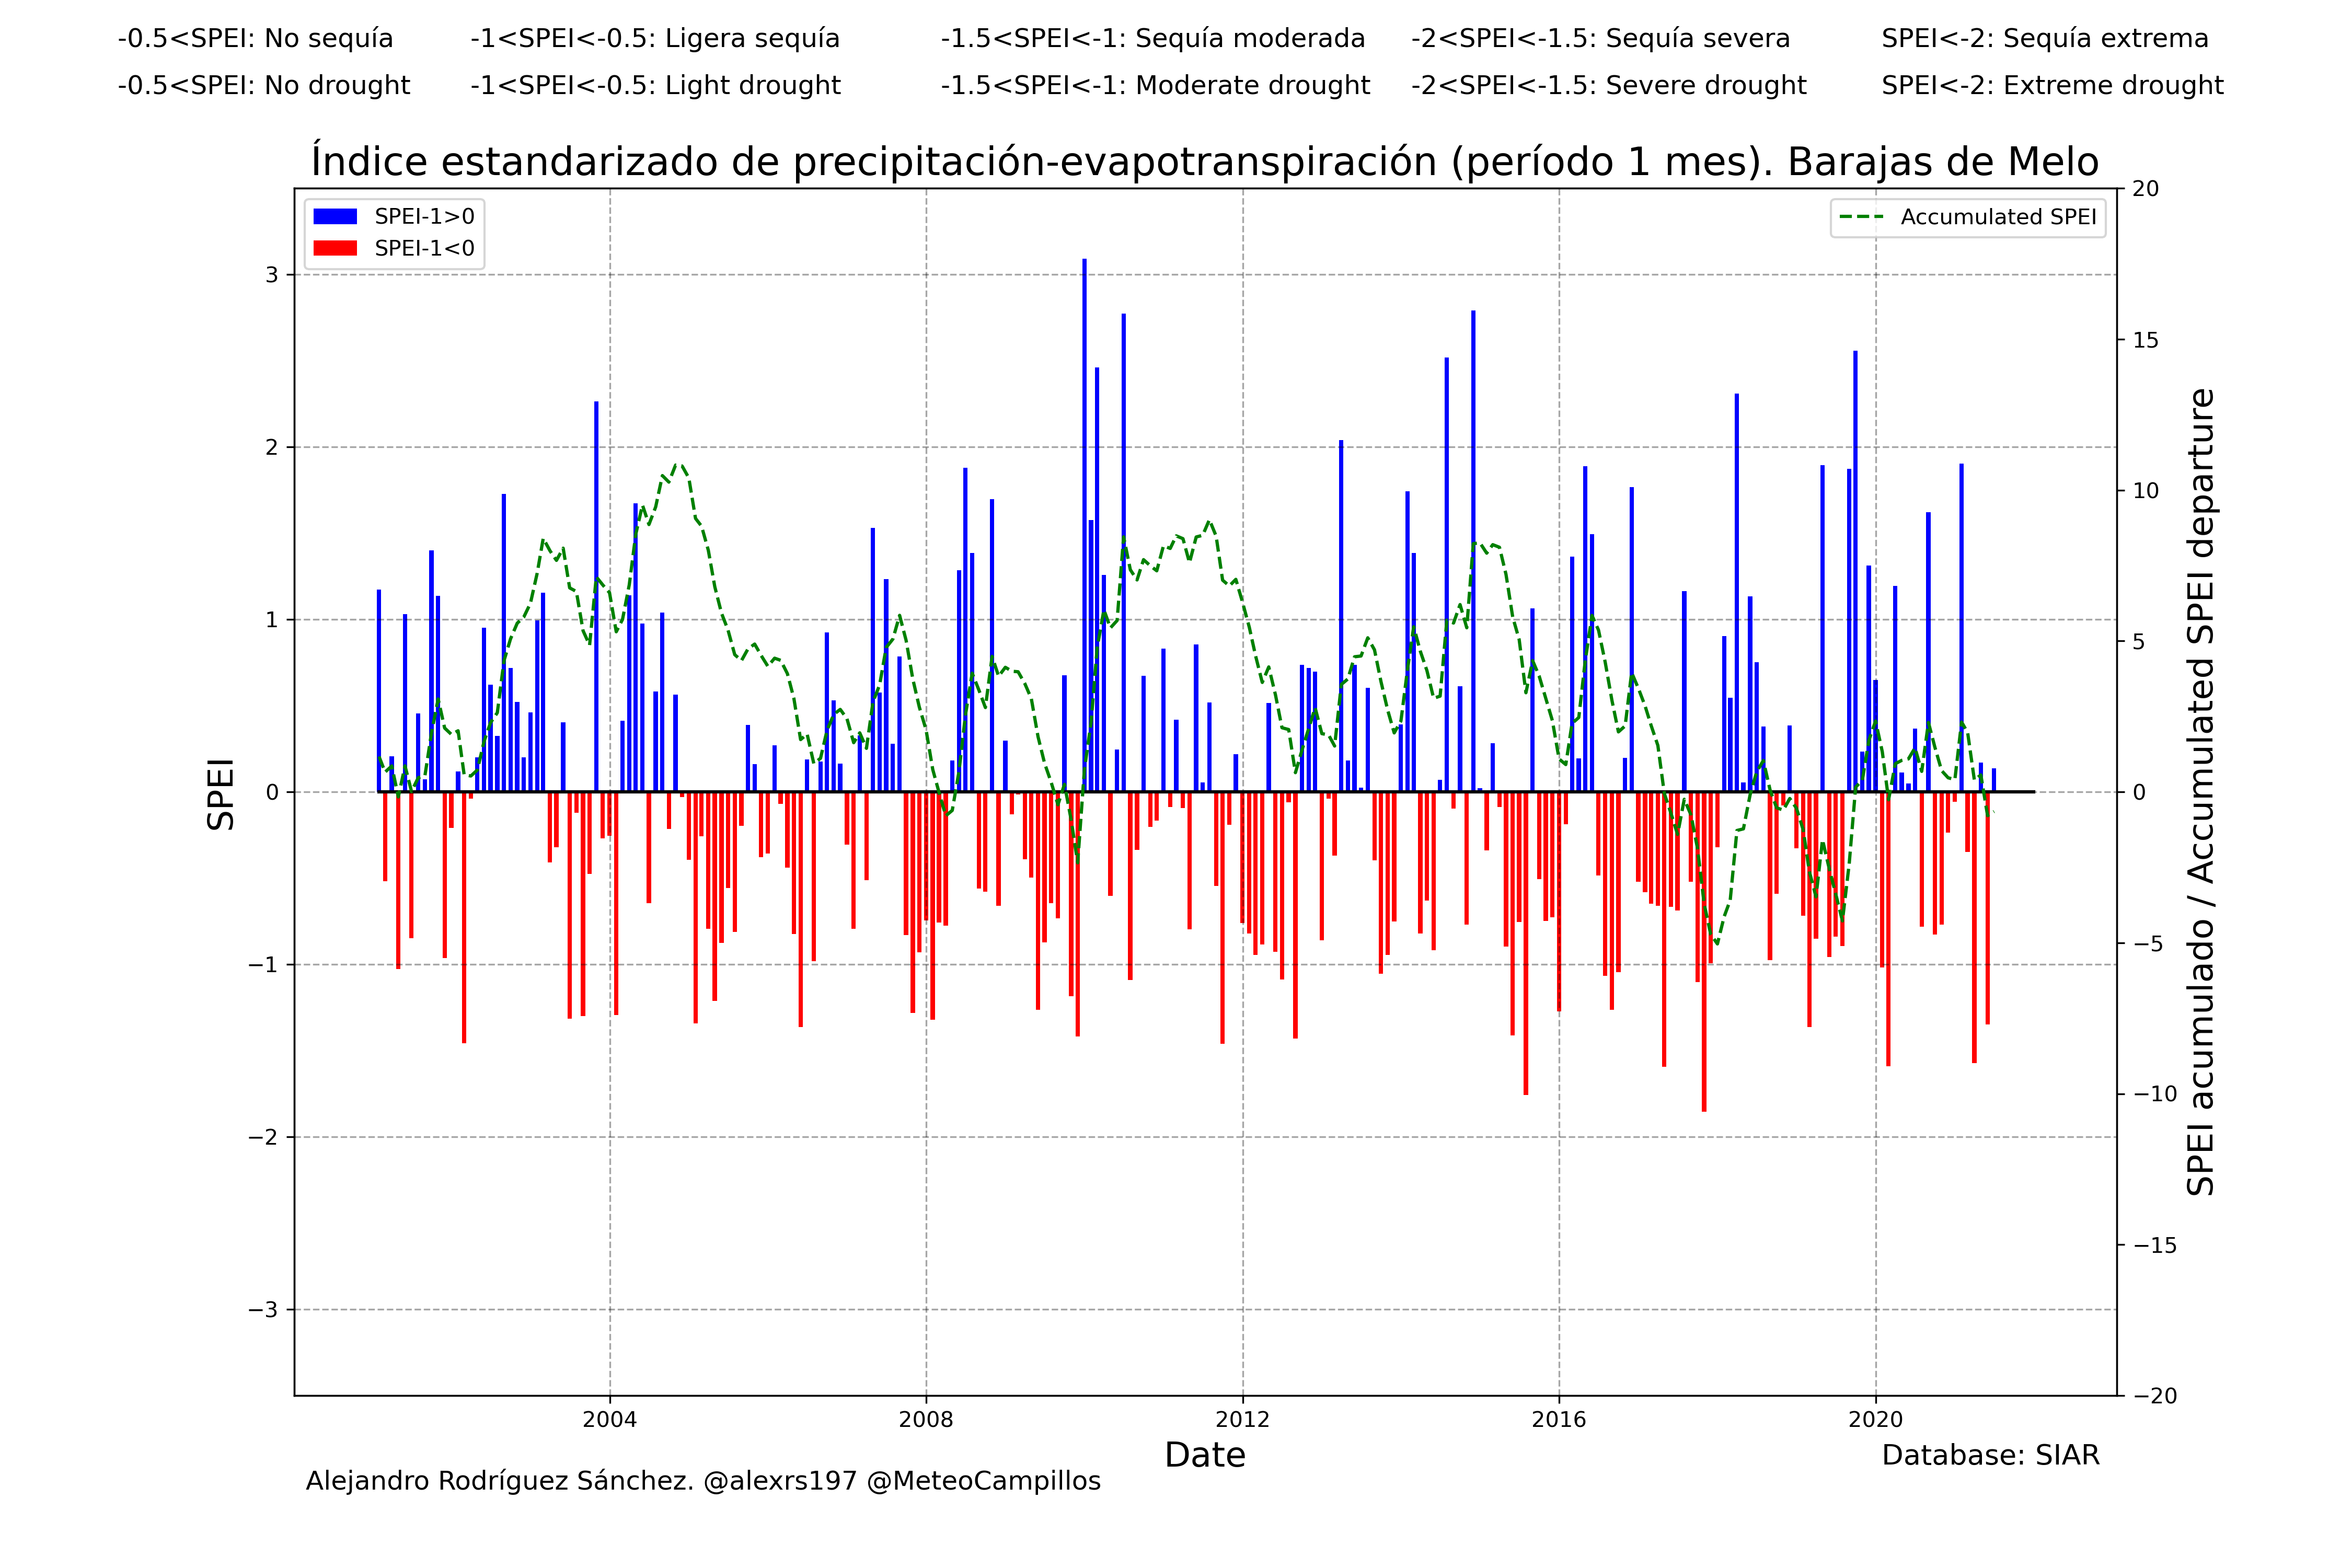 -0.5<SPEI: No sequía -1<SPEI<-0.5: Ligera sequía -1.5<SPEI<-1: Sequía moderada -2<SPEI<-1.5: Sequía severa SPEI<-2: Sequía extrema
-0.5<SPEI: No drought -1<SPEI<-0.5: Light drought -1.5<SPEI<-1: Moderate drought -2<SPEI<-1.5: Severe drought SPEI<-2: Extreme drought
Índice estandarizado de precipitación-evapotranspiración (período 1 mes). Barajas de Melo
SPEI-1>0
SPEI-1<0
Accumulated SPEI
SPEI
3
2
1
0
−1
−2
−3
20
15
10
5
0
−5
−10
−15
−20
SPEI acumulado / Accumulated SPEI departure
2004 2008 2012 2016 2020
Date
Database: SIAR
Alejandro Rodríguez Sánchez. @alexrs197 @MeteoCampillos